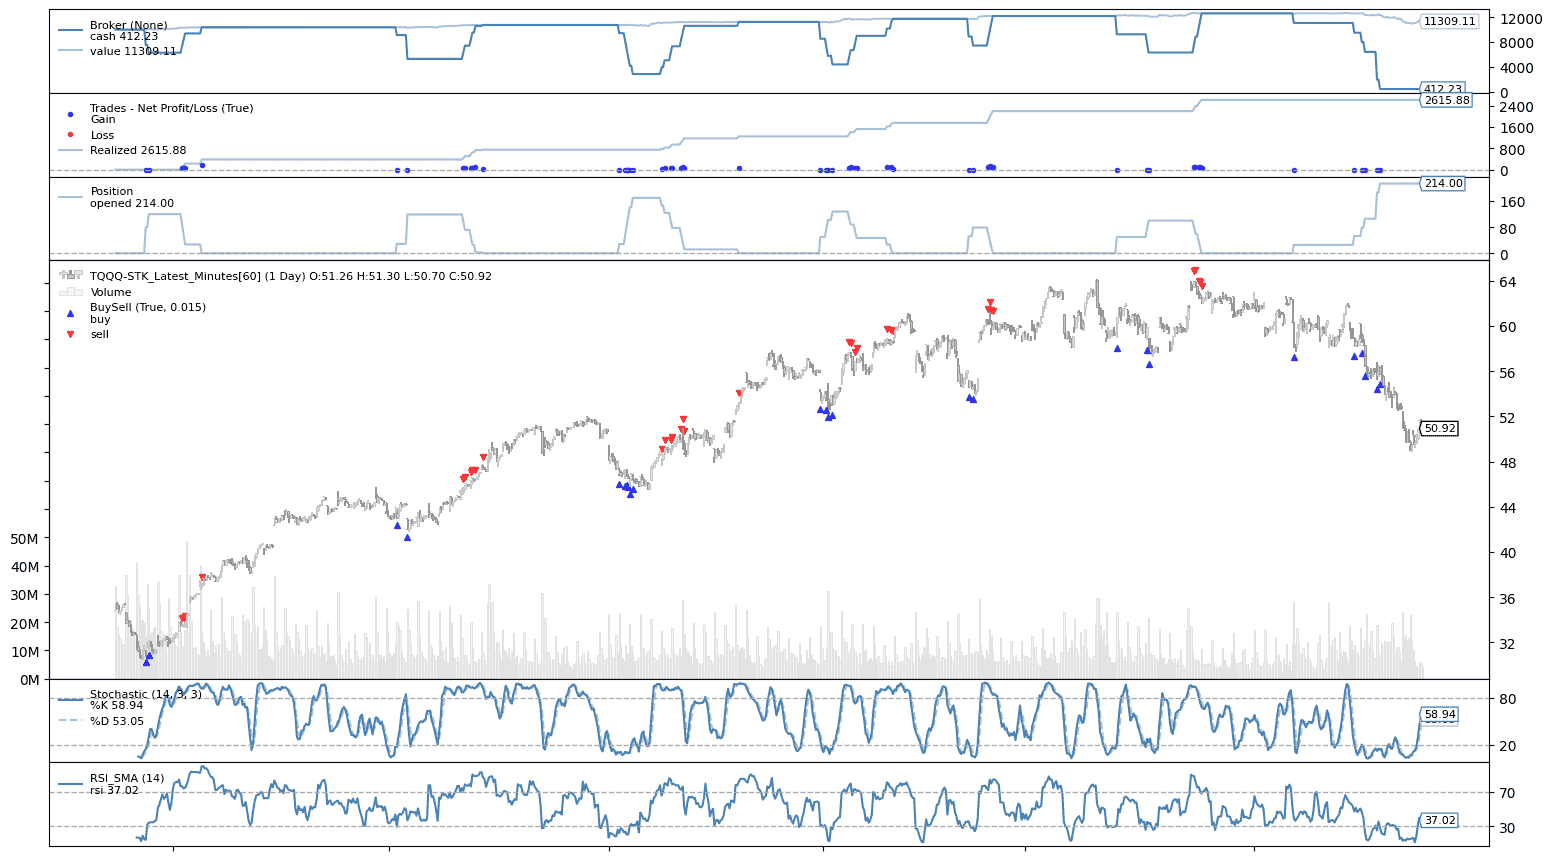 Broker (None)
cash 412.23
value 11309.11
12000
11309.11
8000
4000
412.23
0
Trades - Net Profit/Loss (True)
Gain
Loss
Realized 2615.88
2615.88
2400
1600
800
0
Position
opened 214.00
214.00
160
80
0
TQQQ-STK_Latest_Minutes[60] (1 Day) O:51.26 H:51.30 L:50.70 C:50.92
Volume
BuySell (True, 0.015)
buy
sell
64
60
56
52
50.92
48
44
40
36
32
50M
40M
30M
20M
10M
0M
Stochastic (14, 3, 3)
%K 58.94
%D 53.05
80
58.94
20
RSI_SMA (14)
rsi 37.02
70
37.02
30